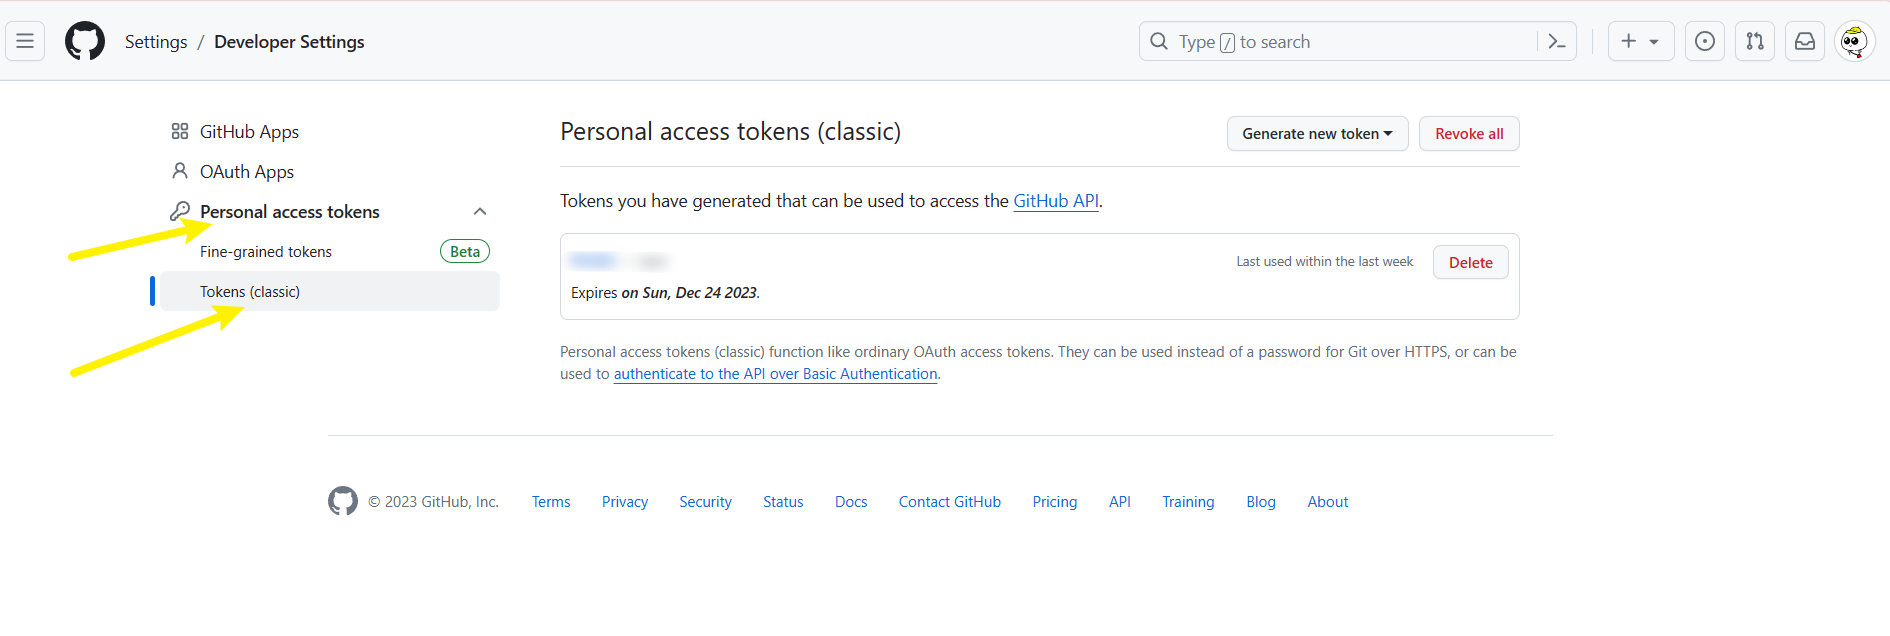 Settings / Developer Settings
Type / to search
GitHub Apps
OAuth Apps
Personal access tokens
Fine-grained tokens Beta
Tokens (classic)
Personal access tokens (classic)
Generate new token
Revoke all
Tokens you have generated that can be used to access the GitHub API.
Last used within the last week
Delete
Expires on Sun, Dec 24 2023.
Personal access tokens (classic) function like ordinary OAuth access tokens. They can be used instead of a password for Git over HTTPS, or can be
used to authenticate to the API over Basic Authentication.
© 2023 GitHub, Inc. Terms Privacy Security Status Docs Contact GitHub Pricing API Training Blog About